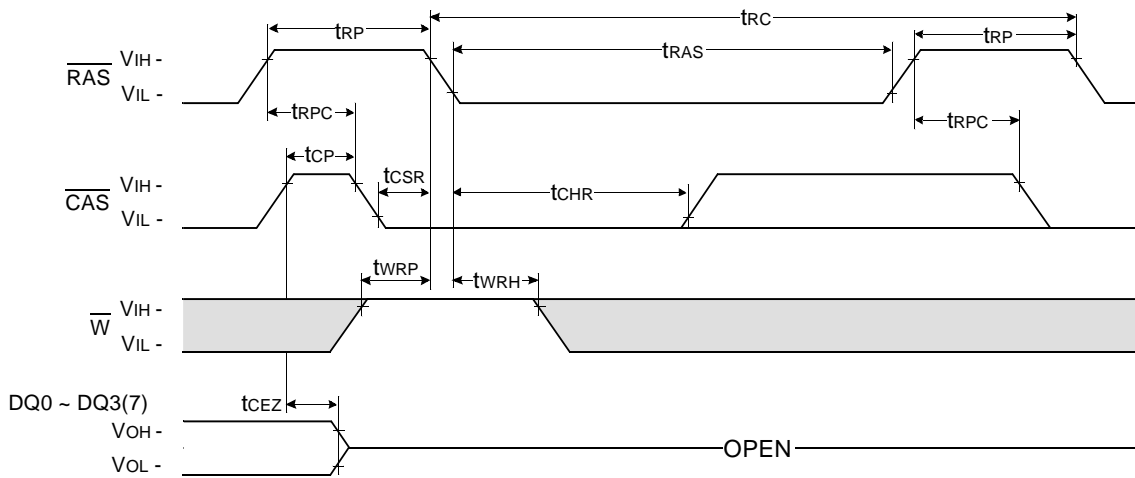 tRP
tRC
tRAS
tRP
RAS
VIH -
VIL -
tRPC
tRPC
tCP
tCSR
tCHR
CAS
VIH -
VIL -
tWRP
tWRH
W
VIH -
VIL -
DQ0 ~ DQ3(7)
tCEZ
VOH -
VOL -
OPEN